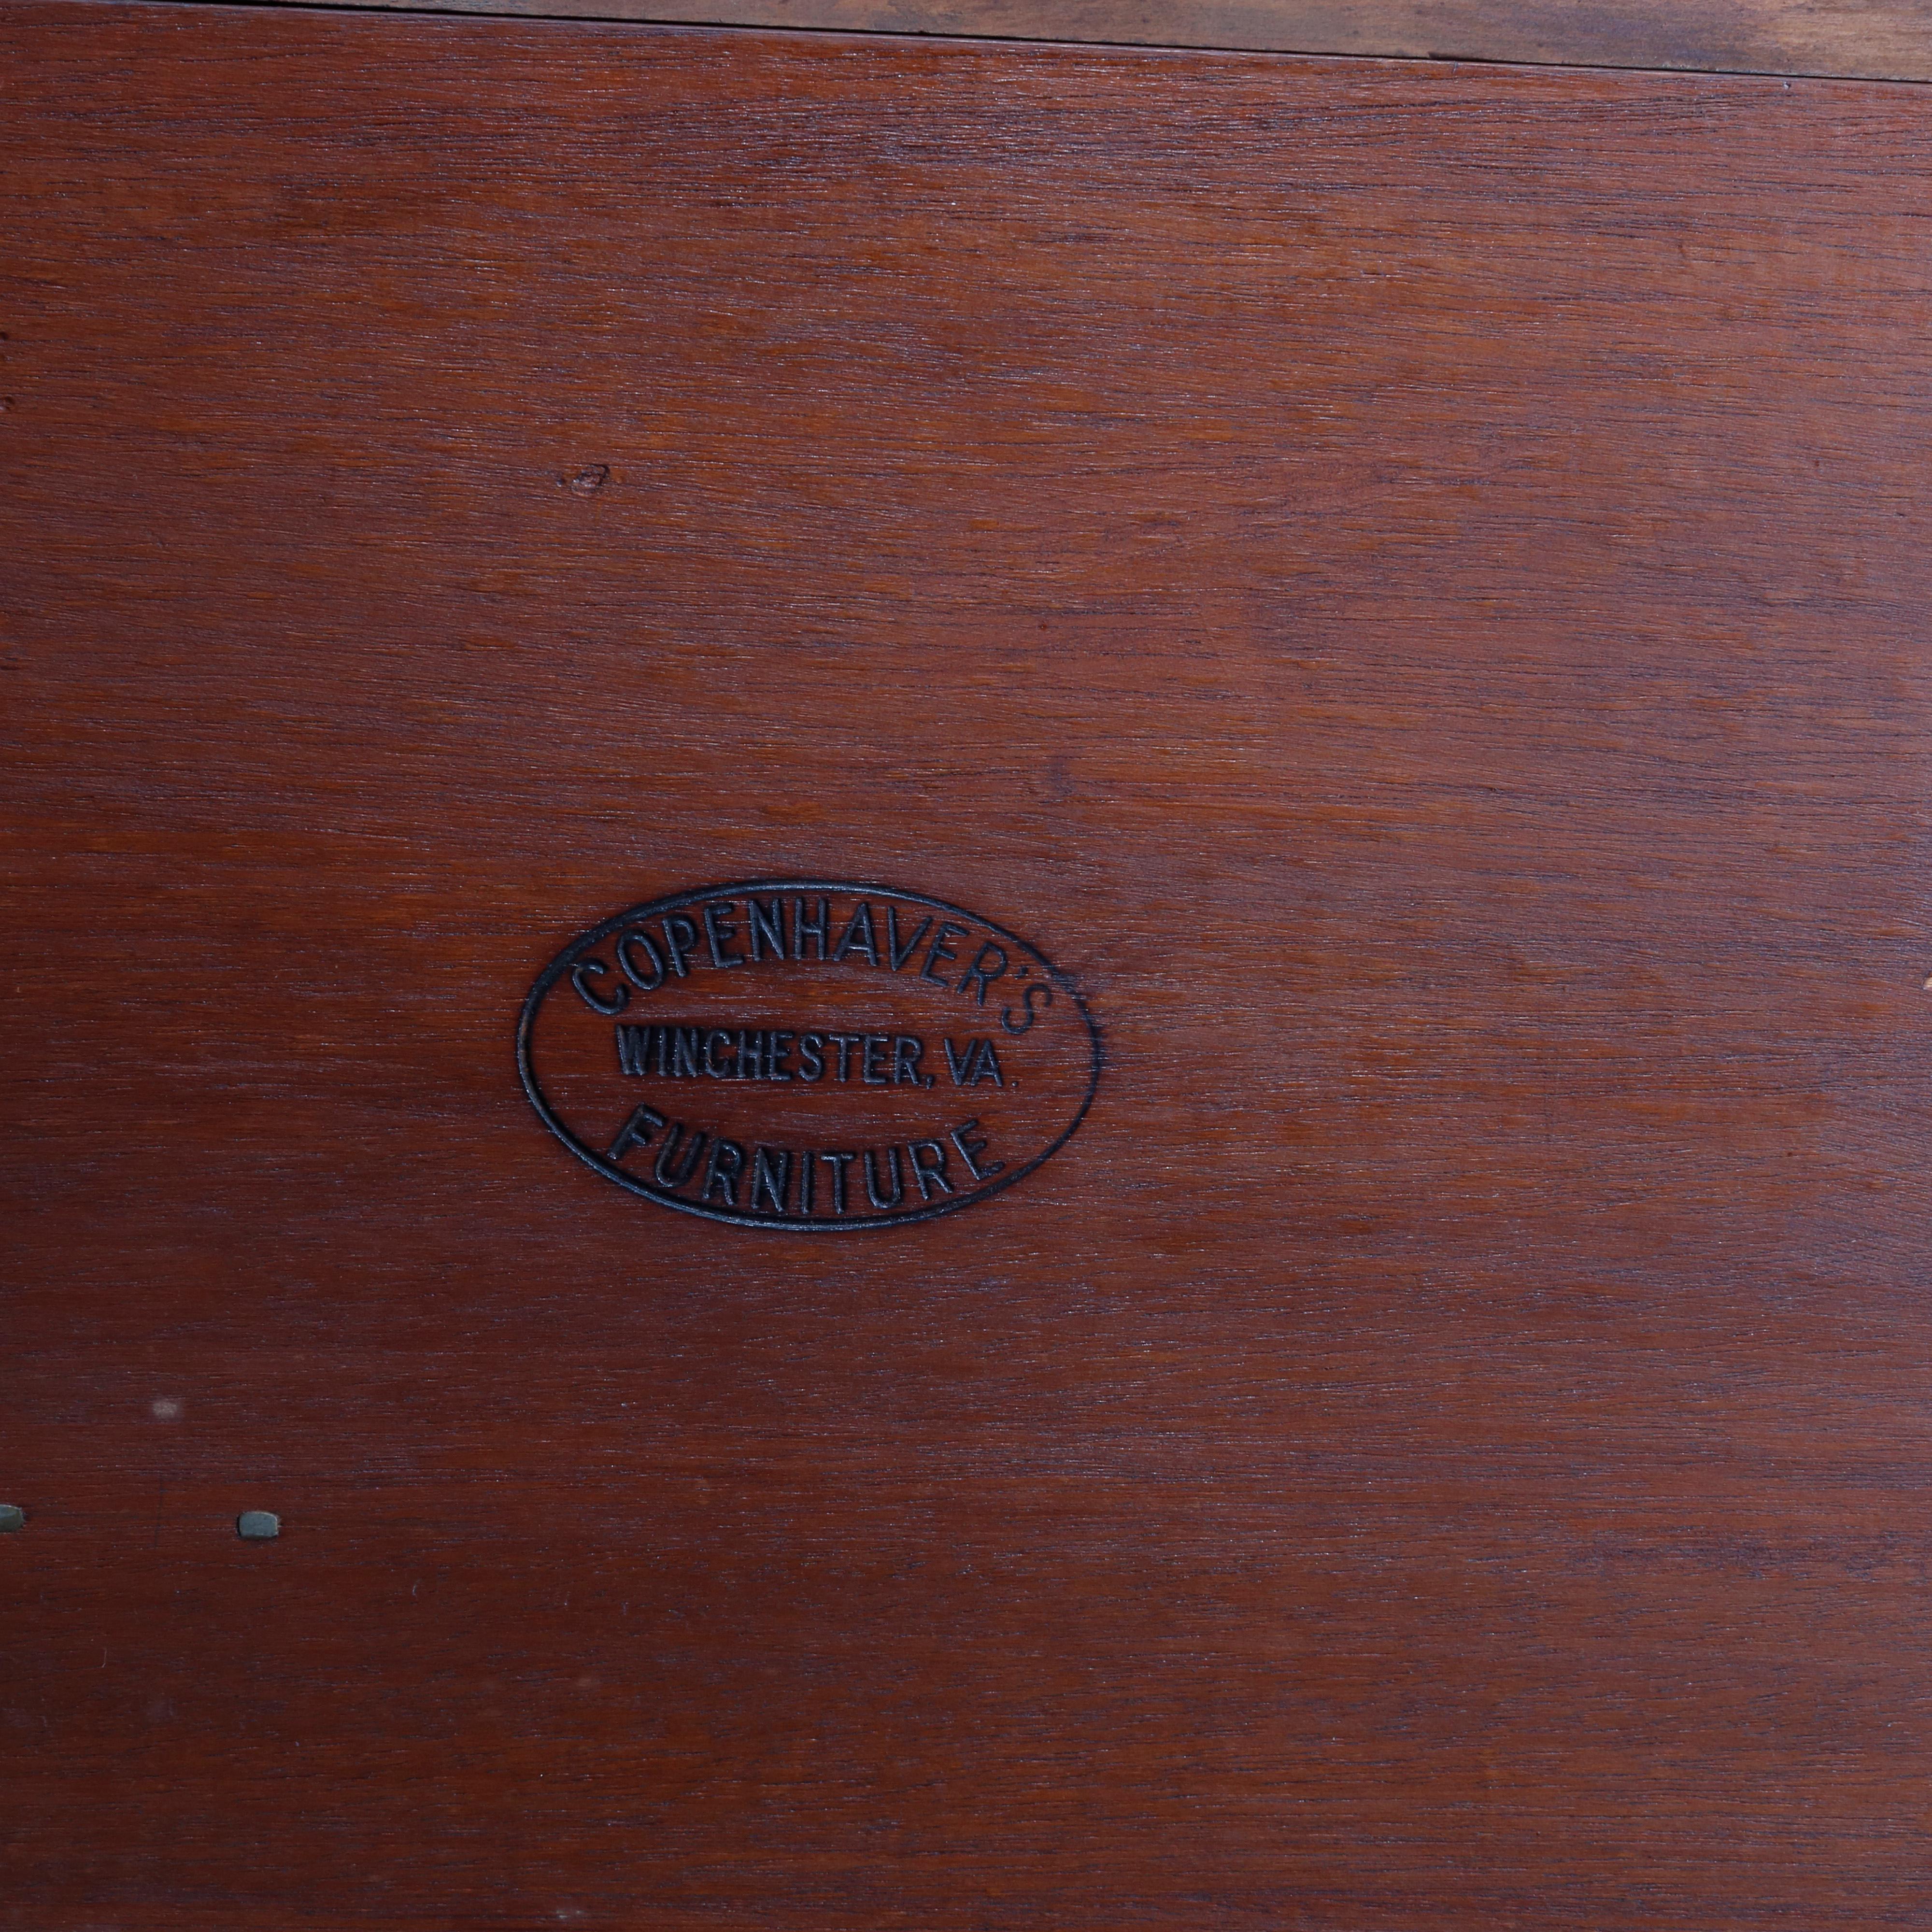 COPENHAVER'S
WINCHESTER, VA.
FURNITURE